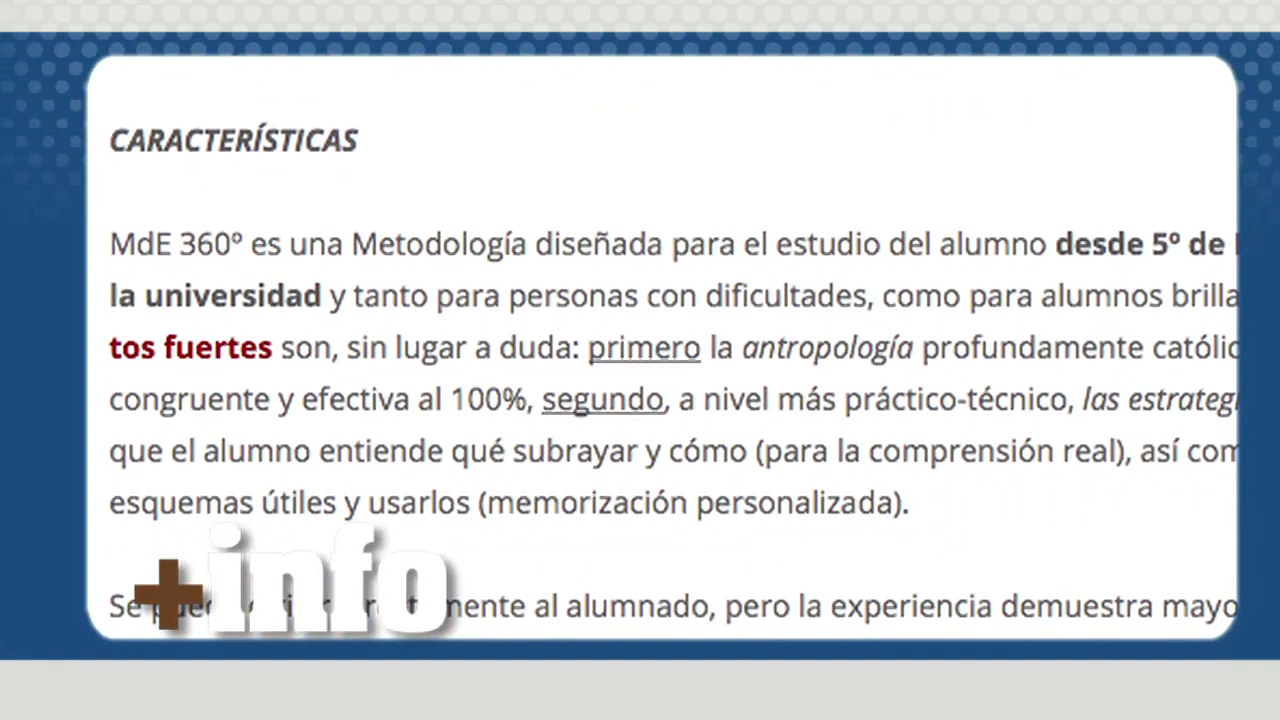 CARACTERÍSTICAS
MdE 360º es una Metodología diseñada para el estudio del alumno desde 5º de
la universidad y tanto para personas con dificultades, como para alumnos brilla
tos fuertes son, sin lugar a duda: primero la antropología profundamente católic
congruente y efectiva al 100%, segundo, a nivel más práctico-técnico, las estrateg
que el alumno entiende qué subrayar y cómo (para la comprensión real), así com
esquemas útiles y usarlos (memorización personalizada).
+info
Se mente al alumnado, pero la experiencia demuestra mayo